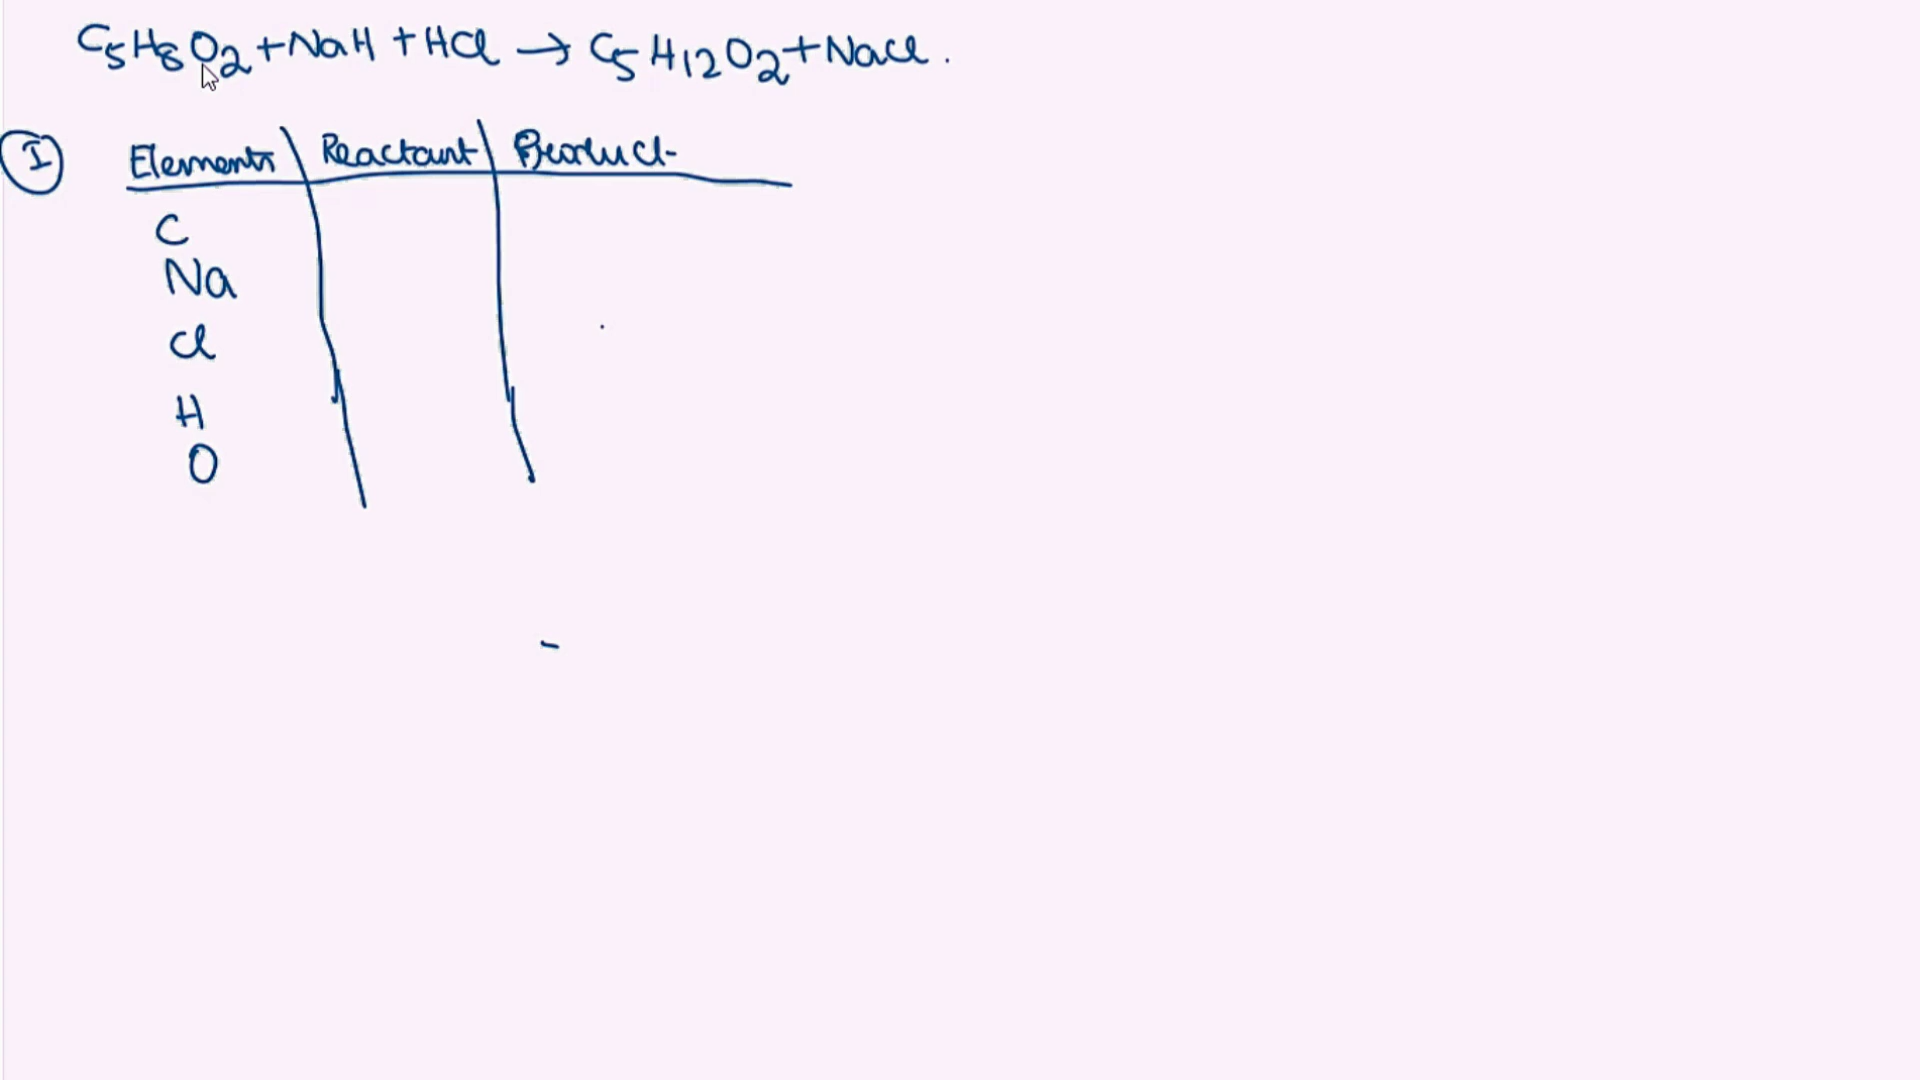 C₅H₈O₂ + NaH + HCl → C₅H₁₂O₂ + NaCl.
I Elements Reactant Product
C
Na
Cl
H
O